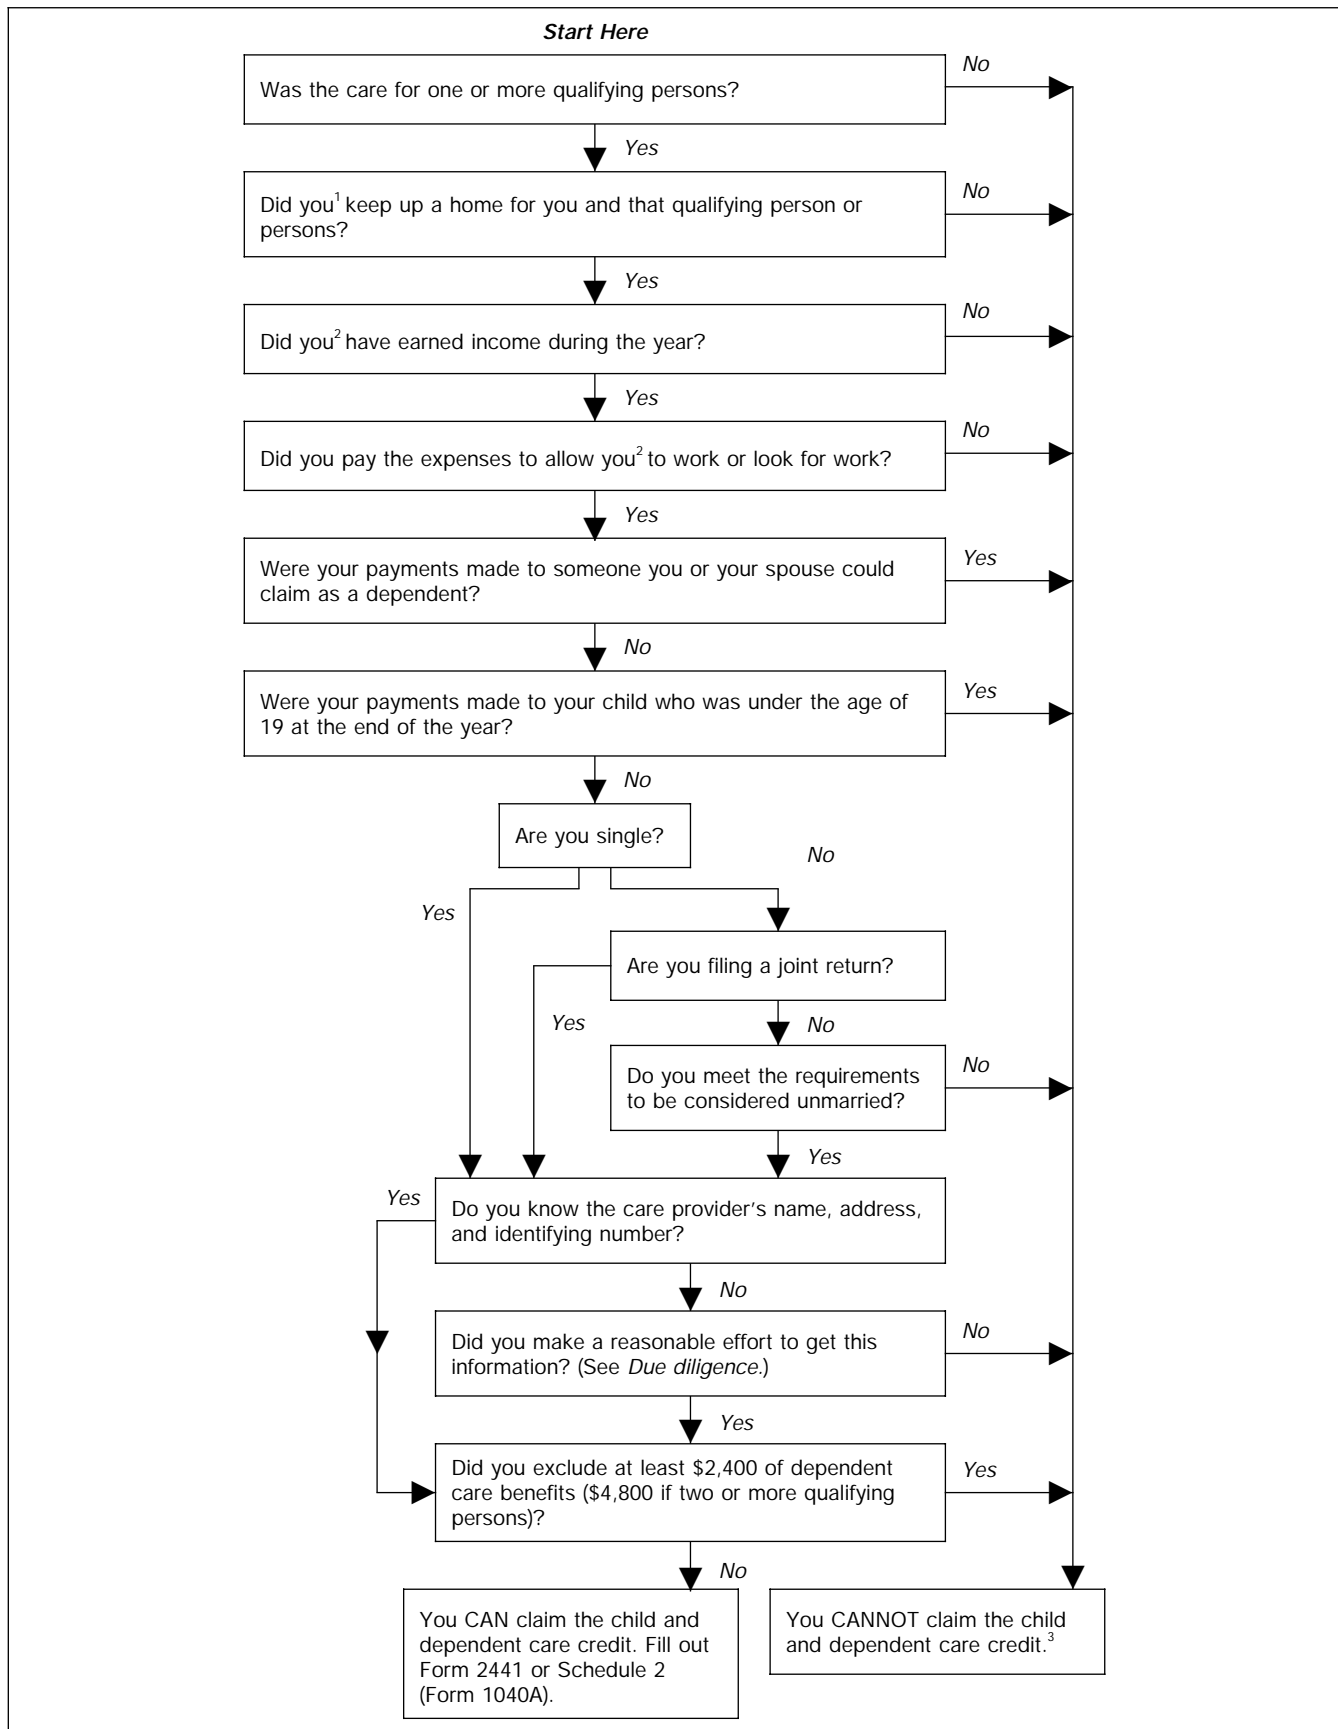 Start Here
Was the care for one or more qualifying persons?
No
Yes
Did you¹ keep up a home for you and that qualifying person or
persons?
No
Yes
Did you² have earned income during the year?
No
Yes
Did you pay the expenses to allow you² to work or look for work?
No
Yes
Were your payments made to someone you or your spouse could
claim as a dependent?
Yes
No
Were your payments made to your child who was under the age of
19 at the end of the year?
Yes
No
Are you single?
No
Yes
Are you filing a joint return?
Yes
No
Do you meet the requirements
to be considered unmarried?
No
Yes
Yes
Do you know the care provider's name, address,
and identifying number?
No
Did you make a reasonable effort to get this
information? (See Due diligence.)
No
Yes
Did you exclude at least $2,400 of dependent
care benefits ($4,800 if two or more qualifying
persons)?
Yes
No
You CAN claim the child and
dependent care credit. Fill out
Form 2441 or Schedule 2
(Form 1040A).
You CANNOT claim the child
and dependent care credit.³